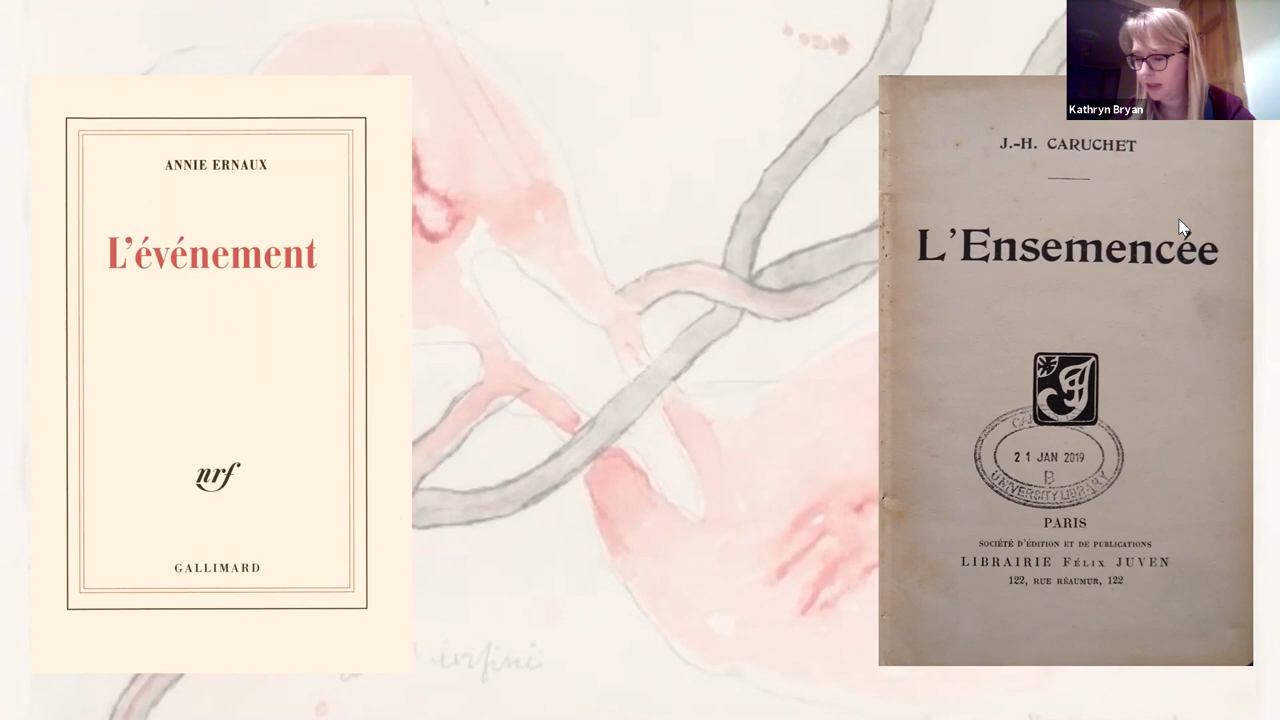 ANNIE ERNAUX
L'événement
nrf
GALLIMARD
Kathryn Bryan
J.-H. CARUCHET
L'Ensemencée
21 JAN 2019
B
UNIVERSITY LIBRARY
PARIS
SOCIÉTÉ D'ÉDITION ET DE PUBLICATIONS
LIBRAIRIE FÉLIX JUVEN
122, RUE RÉAUMUR, 122